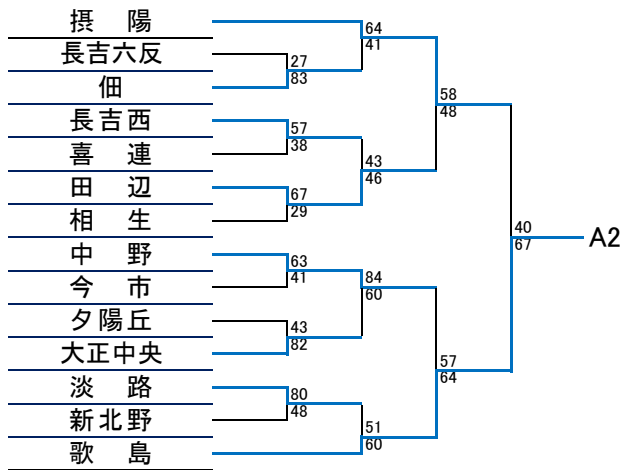 摂　陽
長吉六反
佃
長吉西
喜　連
田　辺
相　生
中　野
今　市
夕陽丘
大正中央
淡　路
新北野
歌　島
27
83
57
38
67
29
63
41
43
82
80
48
64
41
43
46
84
60
51
60
58
48
57
64
40
67
A2